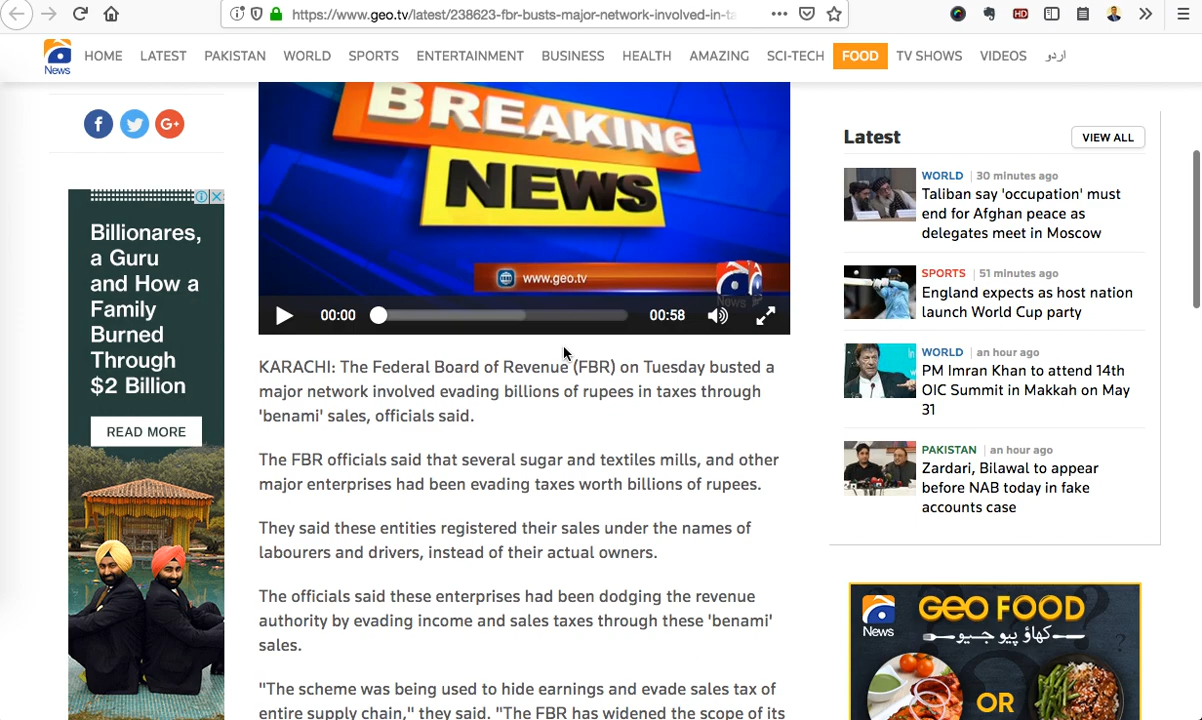 https://www.geo.tv/latest/238623-fbr-busts-major-network-involved-in-ta
HD
News
HOME
LATEST
PAKISTAN
WORLD
SPORTS
ENTERTAINMENT
BUSINESS
HEALTH
AMAZING
SCI-TECH
FOOD
TV SHOWS
VIDEOS
اردو
f
G+
Billionares,
a Guru
and How a
Family
Burned
Through
$2 Billion
READ MORE
BREAKING
NEWS
www.geo.tv
News
00:00
00:58
KARACHI: The Federal Board of Revenue (FBR) on Tuesday busted a
major network involved evading billions of rupees in taxes through
'benami' sales, officials said.
The FBR officials said that several sugar and textiles mills, and other
major enterprises had been evading taxes worth billions of rupees.
They said these entities registered their sales under the names of
labourers and drivers, instead of their actual owners.
The officials said these enterprises had been dodging the revenue
authority by evading income and sales taxes through these 'benami'
sales.
"The scheme was being used to hide earnings and evade sales tax of
entire supply chain," they said. "The FBR has widened the scope of its
Latest
VIEW ALL
WORLD | 30 minutes ago
Taliban say 'occupation' must
end for Afghan peace as
delegates meet in Moscow
SPORTS | 51 minutes ago
England expects as host nation
launch World Cup party
WORLD | an hour ago
PM Imran Khan to attend 14th
OIC Summit in Makkah on May
31
PAKISTAN | an hour ago
Zardari, Bilawal to appear
before NAB today in fake
accounts case
News
GEO FOOD
کھاؤ پیو جیو
OR